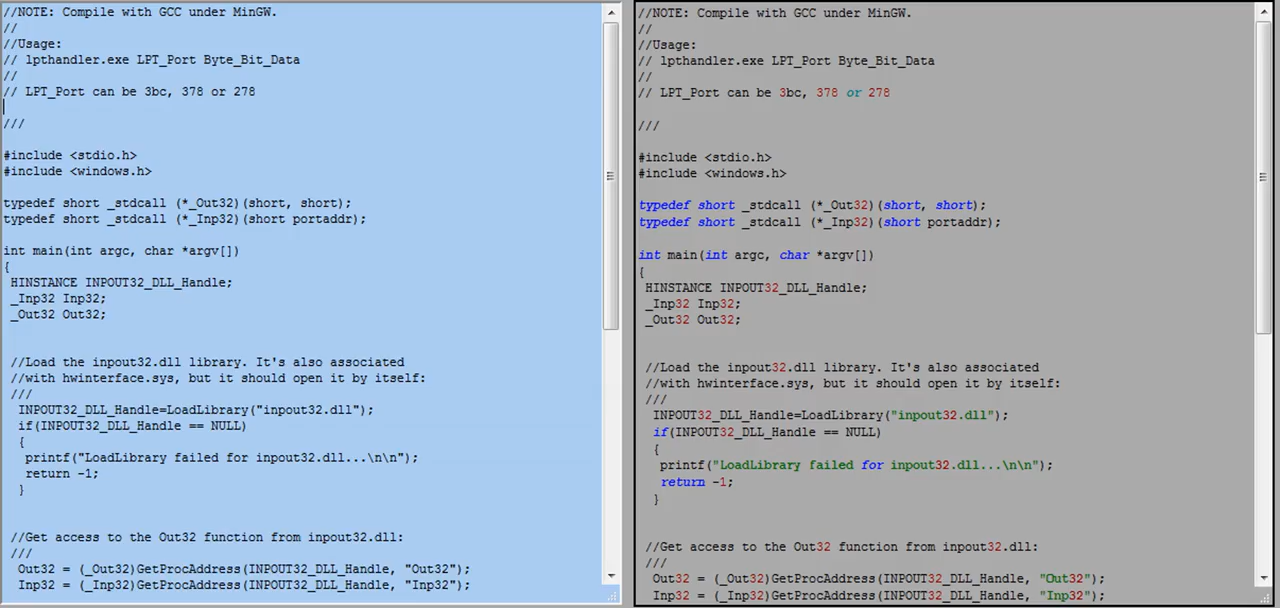 //NOTE: Compile with GCC under MinGW.
//
//Usage:
// lpthandler.exe LPT_Port Byte_Bit_Data
//
// LPT_Port can be 3bc, 378 or 278
///
#include <stdio.h>
#include <windows.h>
typedef short _stdcall (*_Out32)(short, short);
typedef short _stdcall (*_Inp32)(short portaddr);
int main(int argc, char *argv[])
{
HINSTANCE INPOUT32_DLL_Handle;
_Inp32 Inp32;
_Out32 Out32;
//Load the inpout32.dll library. It's also associated
//with hwinterface.sys, but it should open it by itself:
///
INPOUT32_DLL_Handle=LoadLibrary("inpout32.dll");
if(INPOUT32_DLL_Handle == NULL)
{
printf("LoadLibrary failed for inpout32.dll...\n\n");
return -1;
}
//Get access to the Out32 function from inpout32.dll:
///
Out32 = (_Out32)GetProcAddress(INPOUT32_DLL_Handle, "Out32");
Inp32 = (_Inp32)GetProcAddress(INPOUT32_DLL_Handle, "Inp32");
//NOTE: Compile with GCC under MinGW.
//
//Usage:
// lpthandler.exe LPT_Port Byte_Bit_Data
//
// LPT_Port can be 3bc, 378 or 278
///
#include <stdio.h>
#include <windows.h>
typedef short _stdcall (*_Out32)(short, short);
typedef short _stdcall (*_Inp32)(short portaddr);
int main(int argc, char *argv[])
{
HINSTANCE INPOUT32_DLL_Handle;
_Inp32 Inp32;
_Out32 Out32;
//Load the inpout32.dll library. It's also associated
//with hwinterface.sys, but it should open it by itself:
///
INPOUT32_DLL_Handle=LoadLibrary("inpout32.dll");
if(INPOUT32_DLL_Handle == NULL)
{
printf("LoadLibrary failed for inpout32.dll...\n\n");
return -1;
}
//Get access to the Out32 function from inpout32.dll:
///
Out32 = (_Out32)GetProcAddress(INPOUT32_DLL_Handle, "Out32");
Inp32 = (_Inp32)GetProcAddress(INPOUT32_DLL_Handle, "Inp32");